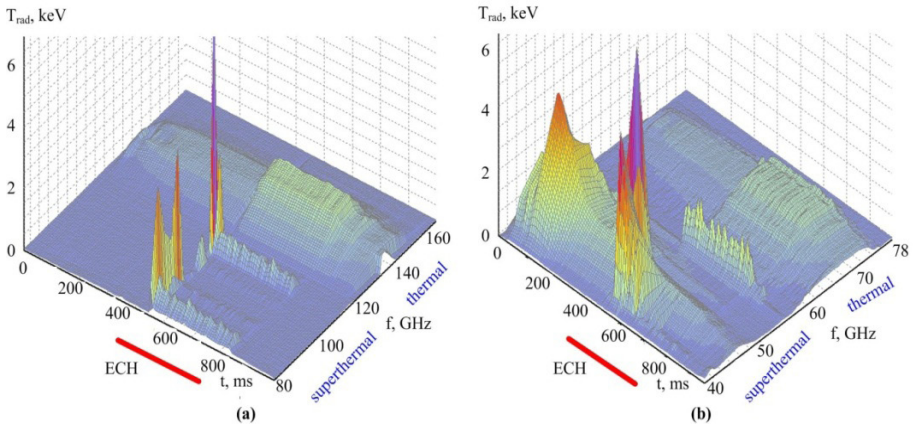 T_rad, keV
6
4
2
0
0
200
400
600
800
t, ms
80
100
120
140
160
f, GHz
thermal
superthermal
ECH
(a)
T_rad, keV
6
4
2
0
0
200
400
600
800
t, ms
40
50
60
70
78
f, GHz
thermal
superthermal
ECH
(b)